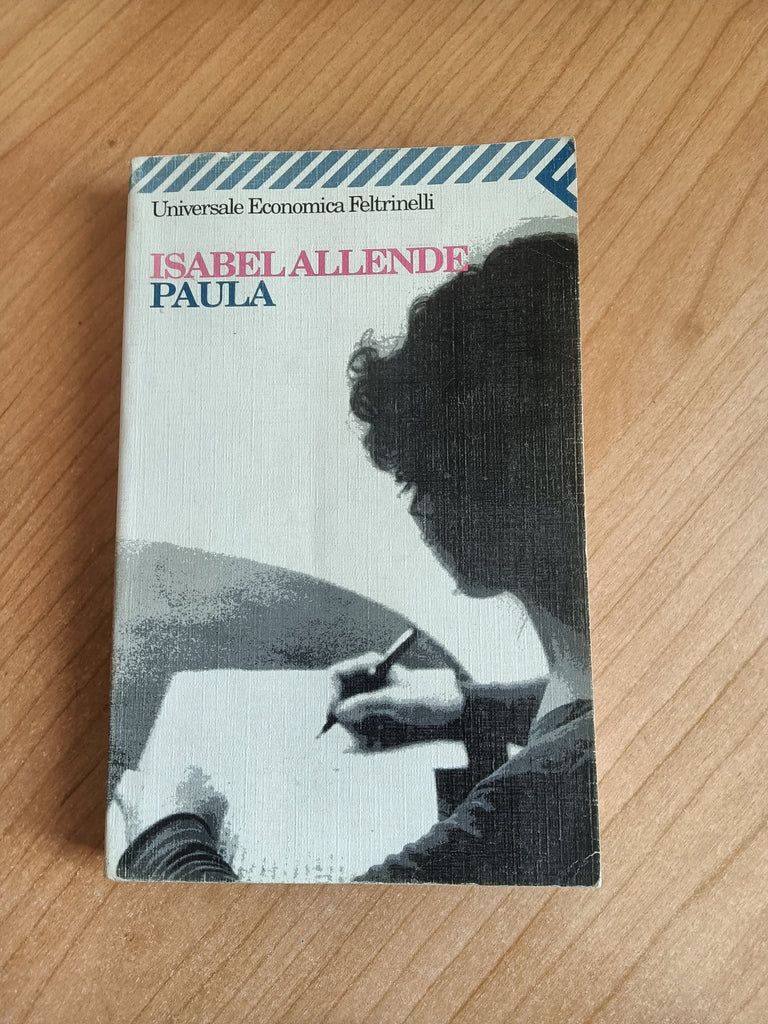 Universale Economica Feltrinelli
ISABEL ALLENDE
PAULA